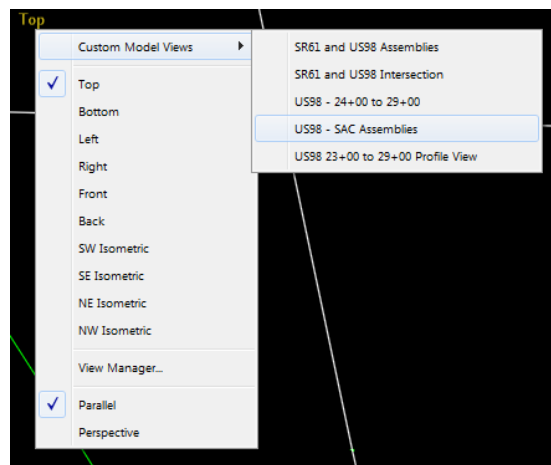 Top
Custom Model Views
Top
Bottom
Left
Right
Front
Back
SW Isometric
SE Isometric
NE Isometric
NW Isometric
View Manager...
Parallel
Perspective
SR61 and US98 Assemblies
SR61 and US98 Intersection
US98 - 24+00 to 29+00
US98 - SAC Assemblies
US98 23+00 to 29+00 Profile View